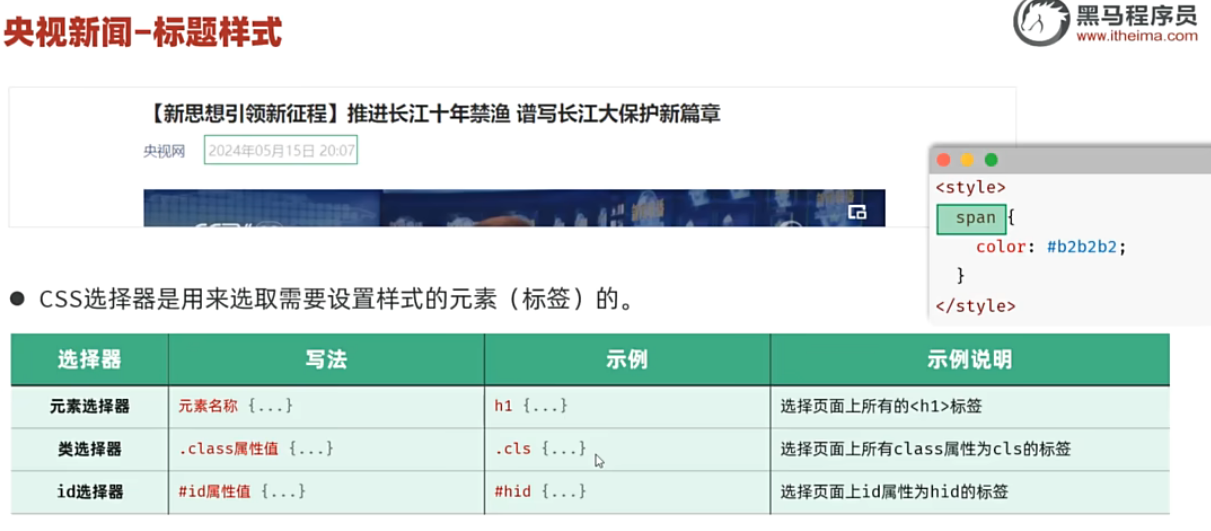 央视新闻-标题样式
黑马程序员
www.itheima.com
【新思想引领新征程】推进长江十年禁渔 谱写长江大保护新篇章
央视网 2024年05月15日 20:07
<style>
span {
color: #b2b2b2;
}
</style>
● CSS选择器是用来选取需要设置样式的元素（标签）的。
选择器 写法 示例 示例说明
元素选择器 元素名称 {...} h1 {...} 选择页面上所有的<h1>标签
类选择器 .class属性值 {...} .cls {...} 选择页面上所有class属性为cls的标签
id选择器 #id属性值 {...} #hid {...} 选择页面上id属性为hid的标签